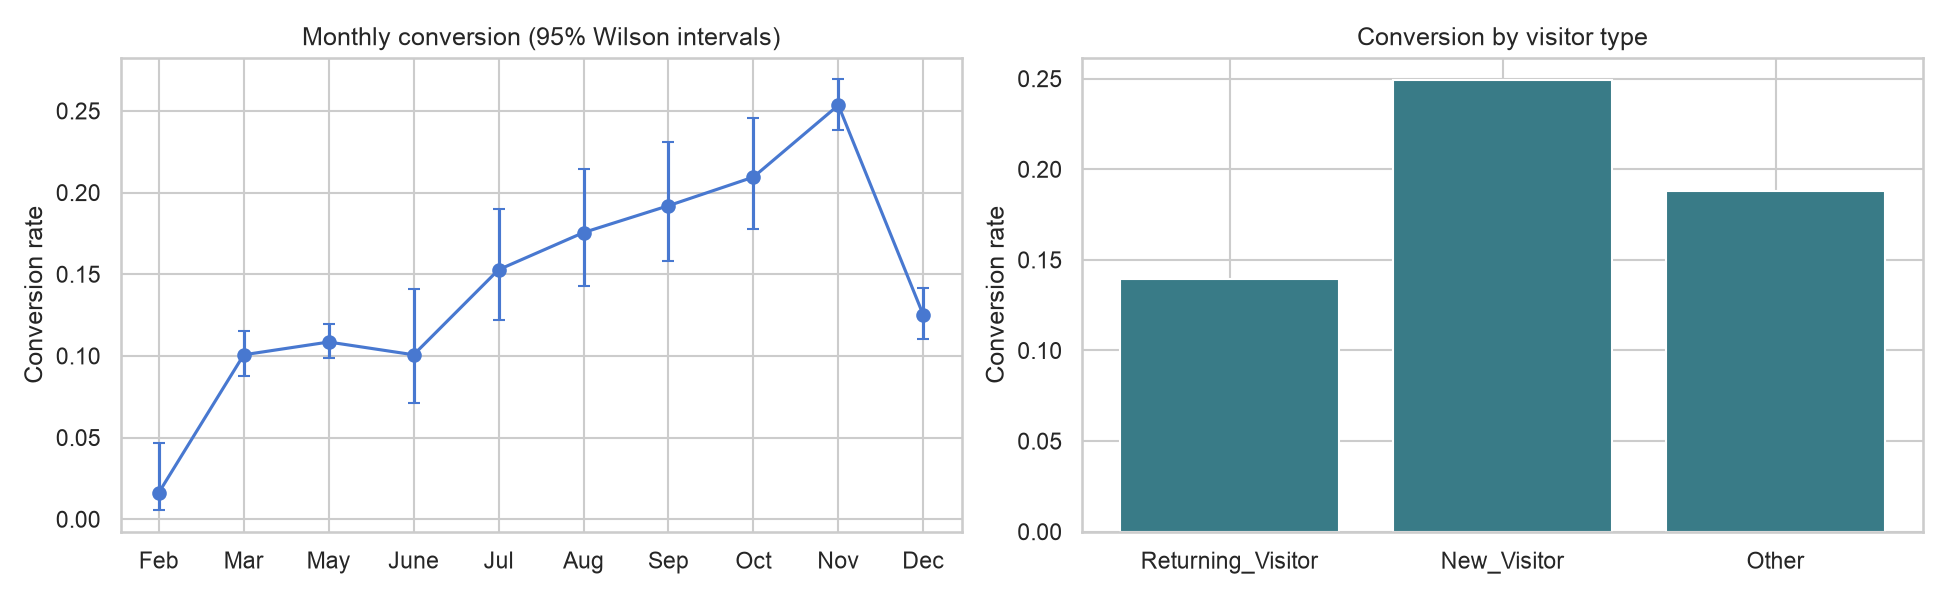 Monthly conversion (95% Wilson intervals)
Conversion rate
0.25
0.20
0.15
0.10
0.05
0.00
Feb Mar May June Jul Aug Sep Oct Nov Dec
Conversion by visitor type
Conversion rate
0.25
0.20
0.15
0.10
0.05
0.00
Returning_Visitor New_Visitor Other